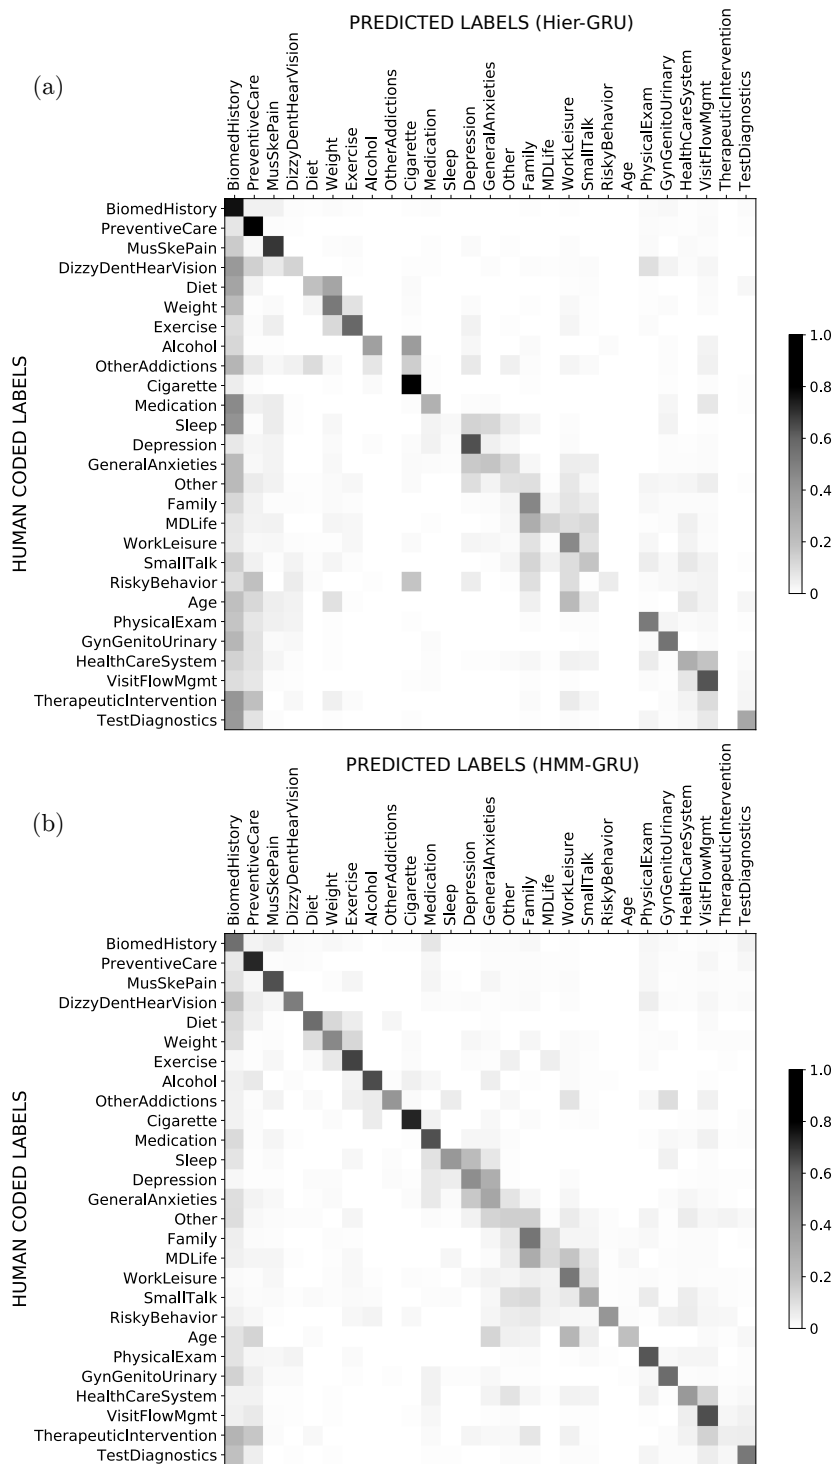 PREDICTED LABELS (Hier-GRU)
(a)
BiomedHistory
PreventiveCare
MusSkePain
DizzyDentHearVision
Diet
Weight
Exercise
Alcohol
OtherAddictions
Cigarette
Medication
Sleep
Depression
GeneralAnxieties
Other
Family
MDLife
WorkLeisure
SmallTalk
RiskyBehavior
Age
PhysicalExam
GynGenitoUrinary
HealthCareSystem
VisitFlowMgmt
TherapeuticIntervention
TestDiagnostics
HUMAN CODED LABELS
BiomedHistory
PreventiveCare
MusSkePain
DizzyDentHearVision
Diet
Weight
Exercise
Alcohol
OtherAddictions
Cigarette
Medication
Sleep
Depression
GeneralAnxieties
Other
Family
MDLife
WorkLeisure
SmallTalk
RiskyBehavior
Age
PhysicalExam
GynGenitoUrinary
HealthCareSystem
VisitFlowMgmt
TherapeuticIntervention
TestDiagnostics
1.0
0.8
0.6
0.4
0.2
0
PREDICTED LABELS (HMM-GRU)
(b)
BiomedHistory
PreventiveCare
MusSkePain
DizzyDentHearVision
Diet
Weight
Exercise
Alcohol
OtherAddictions
Cigarette
Medication
Sleep
Depression
GeneralAnxieties
Other
Family
MDLife
WorkLeisure
SmallTalk
RiskyBehavior
Age
PhysicalExam
GynGenitoUrinary
HealthCareSystem
VisitFlowMgmt
TherapeuticIntervention
TestDiagnostics
HUMAN CODED LABELS
BiomedHistory
PreventiveCare
MusSkePain
DizzyDentHearVision
Diet
Weight
Exercise
Alcohol
OtherAddictions
Cigarette
Medication
Sleep
Depression
GeneralAnxieties
Other
Family
MDLife
WorkLeisure
SmallTalk
RiskyBehavior
Age
PhysicalExam
GynGenitoUrinary
HealthCareSystem
VisitFlowMgmt
TherapeuticIntervention
TestDiagnostics
1.0
0.8
0.6
0.4
0.2
0